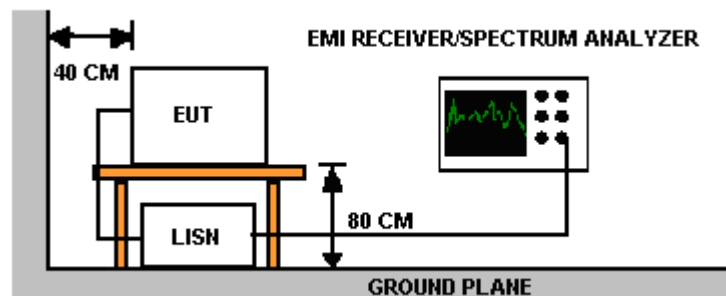 EMI RECEIVER/SPECTRUM ANALYZER
40 CM
EUT
80 CM
LISN
GROUND PLANE